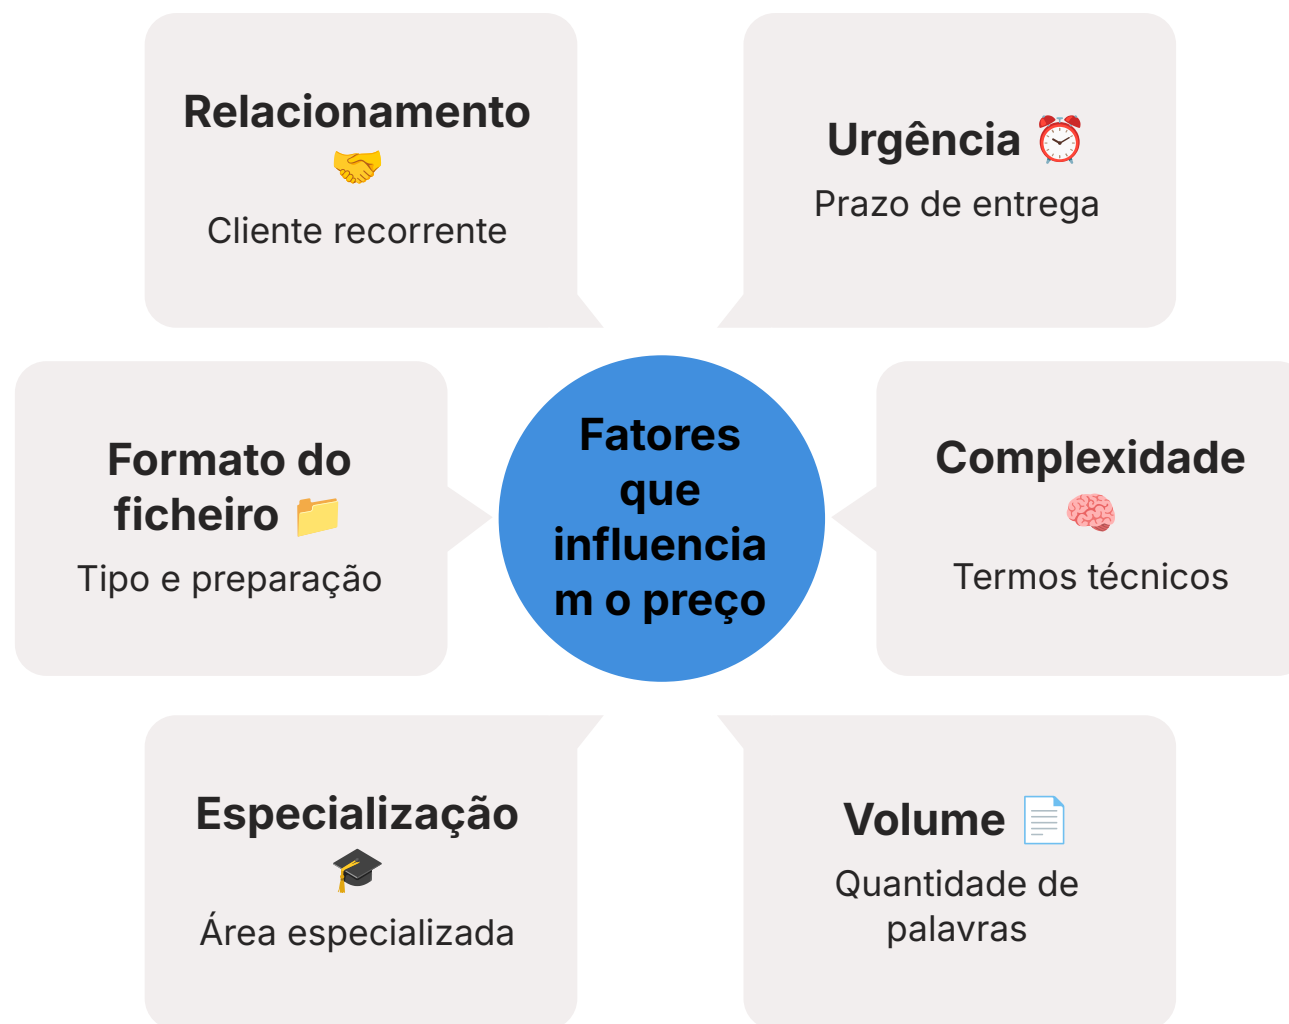 Relacionamento
🤝
Cliente recorrente
Urgência ⏰
Prazo de entrega
Formato do
ficheiro 📁
Tipo e preparação
Fatores
que
influencia
m o preço
Complexidade
🧠
Termos técnicos
Especialização
🎓
Área especializada
Volume 📄
Quantidade de
palavras